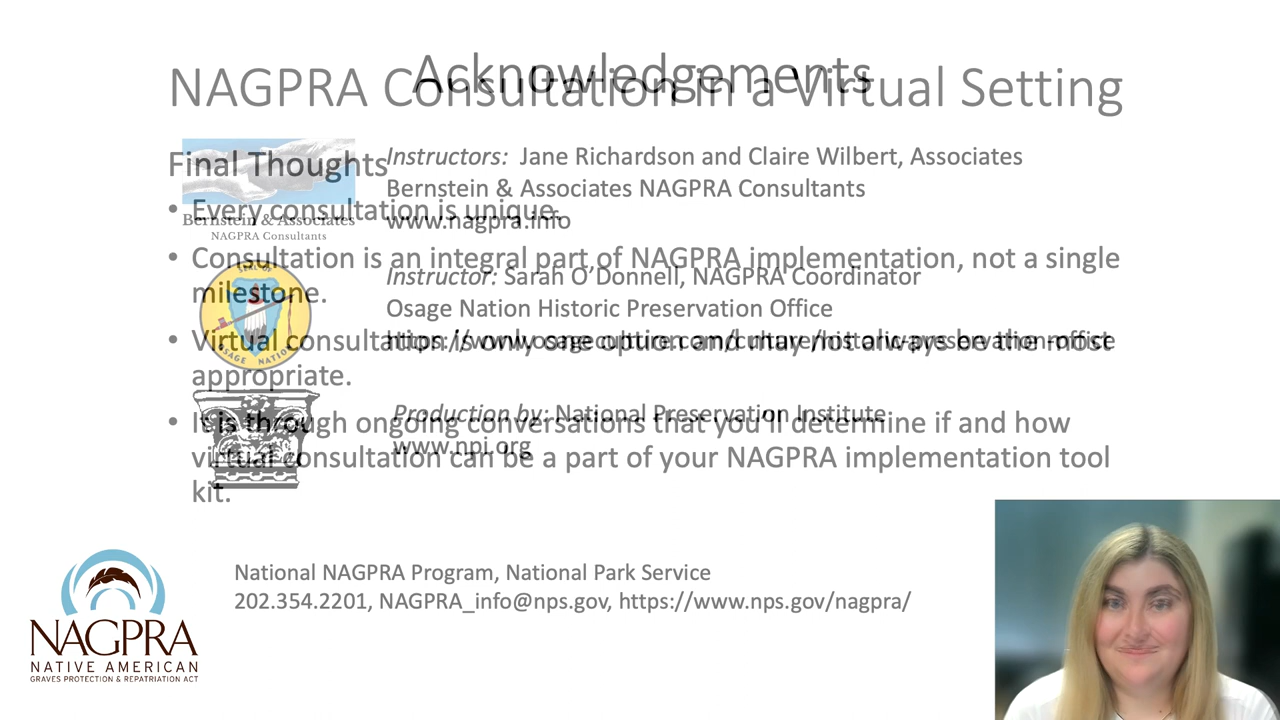 Acknowledgements
NAGPRA Consultation in a Virtual Setting
Final Thoughts
• Every consultation is unique.
• Consultation is an integral part of NAGPRA implementation, not a single
milestone.
• Virtual consultation is only one option and may not always be the most
appropriate.
• It is through ongoing conversations that you'll determine if and how
virtual consultation can be a part of your NAGPRA implementation tool
kit.
Bernstein & Associates
NAGPRA Consultants
Instructors: Jane Richardson and Claire Wilbert, Associates
Bernstein & Associates NAGPRA Consultants
www.nagpra.info
SEAL OF
OSAGE NATION
Instructor: Sarah O'Donnell, NAGPRA Coordinator
Osage Nation Historic Preservation Office
https://www.osageculture.com/culture/historic-preservation-office
Production by: National Preservation Institute
www.npi.org
NAGPRA
NATIVE AMERICAN
GRAVES PROTECTION & REPATRIATION ACT
National NAGPRA Program, National Park Service
202.354.2201, NAGPRA_info@nps.gov, https://www.nps.gov/nagpra/